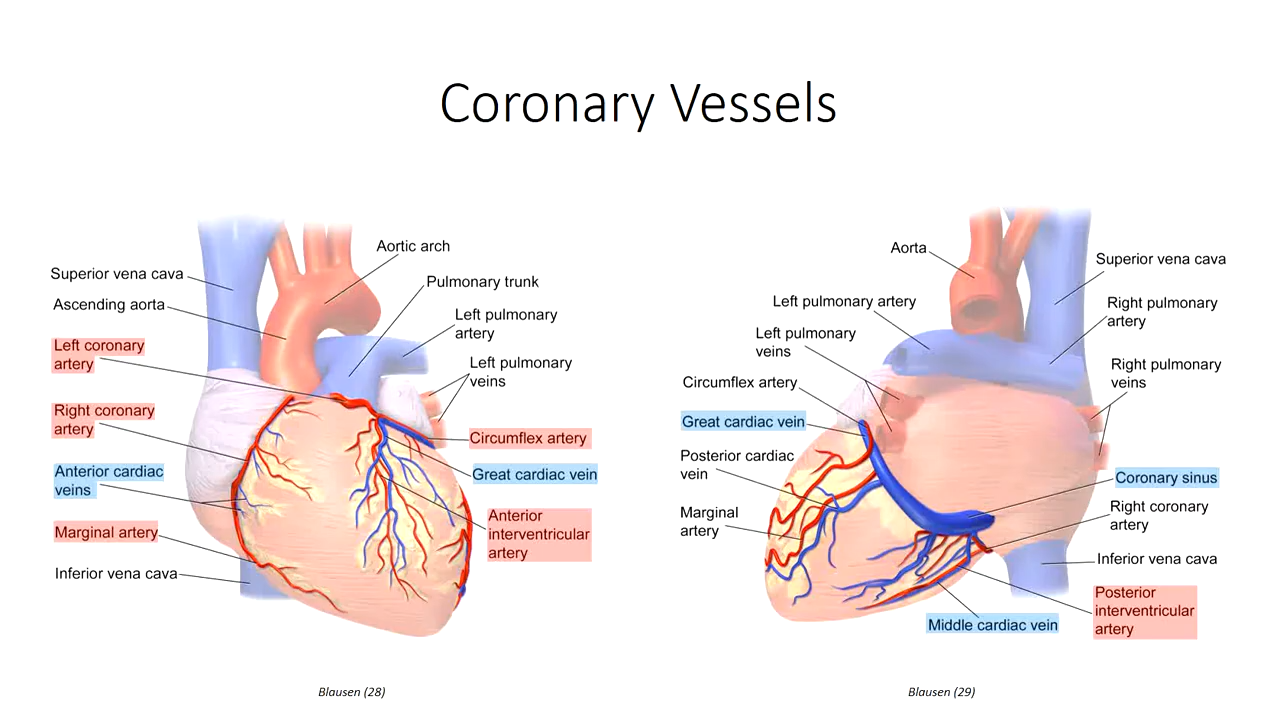 Coronary Vessels
Aortic arch
Superior vena cava
Pulmonary trunk
Ascending aorta
Left pulmonary
artery
Left coronary
artery
Left pulmonary
veins
Right coronary
artery
Circumflex artery
Anterior cardiac
veins
Great cardiac vein
Marginal artery
Anterior
interventricular
artery
Inferior vena cava
Blausen (28)
Aorta
Superior vena cava
Left pulmonary artery
Right pulmonary
artery
Left pulmonary
veins
Right pulmonary
veins
Circumflex artery
Great cardiac vein
Posterior cardiac
vein
Coronary sinus
Marginal
artery
Right coronary
artery
Inferior vena cava
Posterior
interventricular
artery
Middle cardiac vein
Blausen (29)